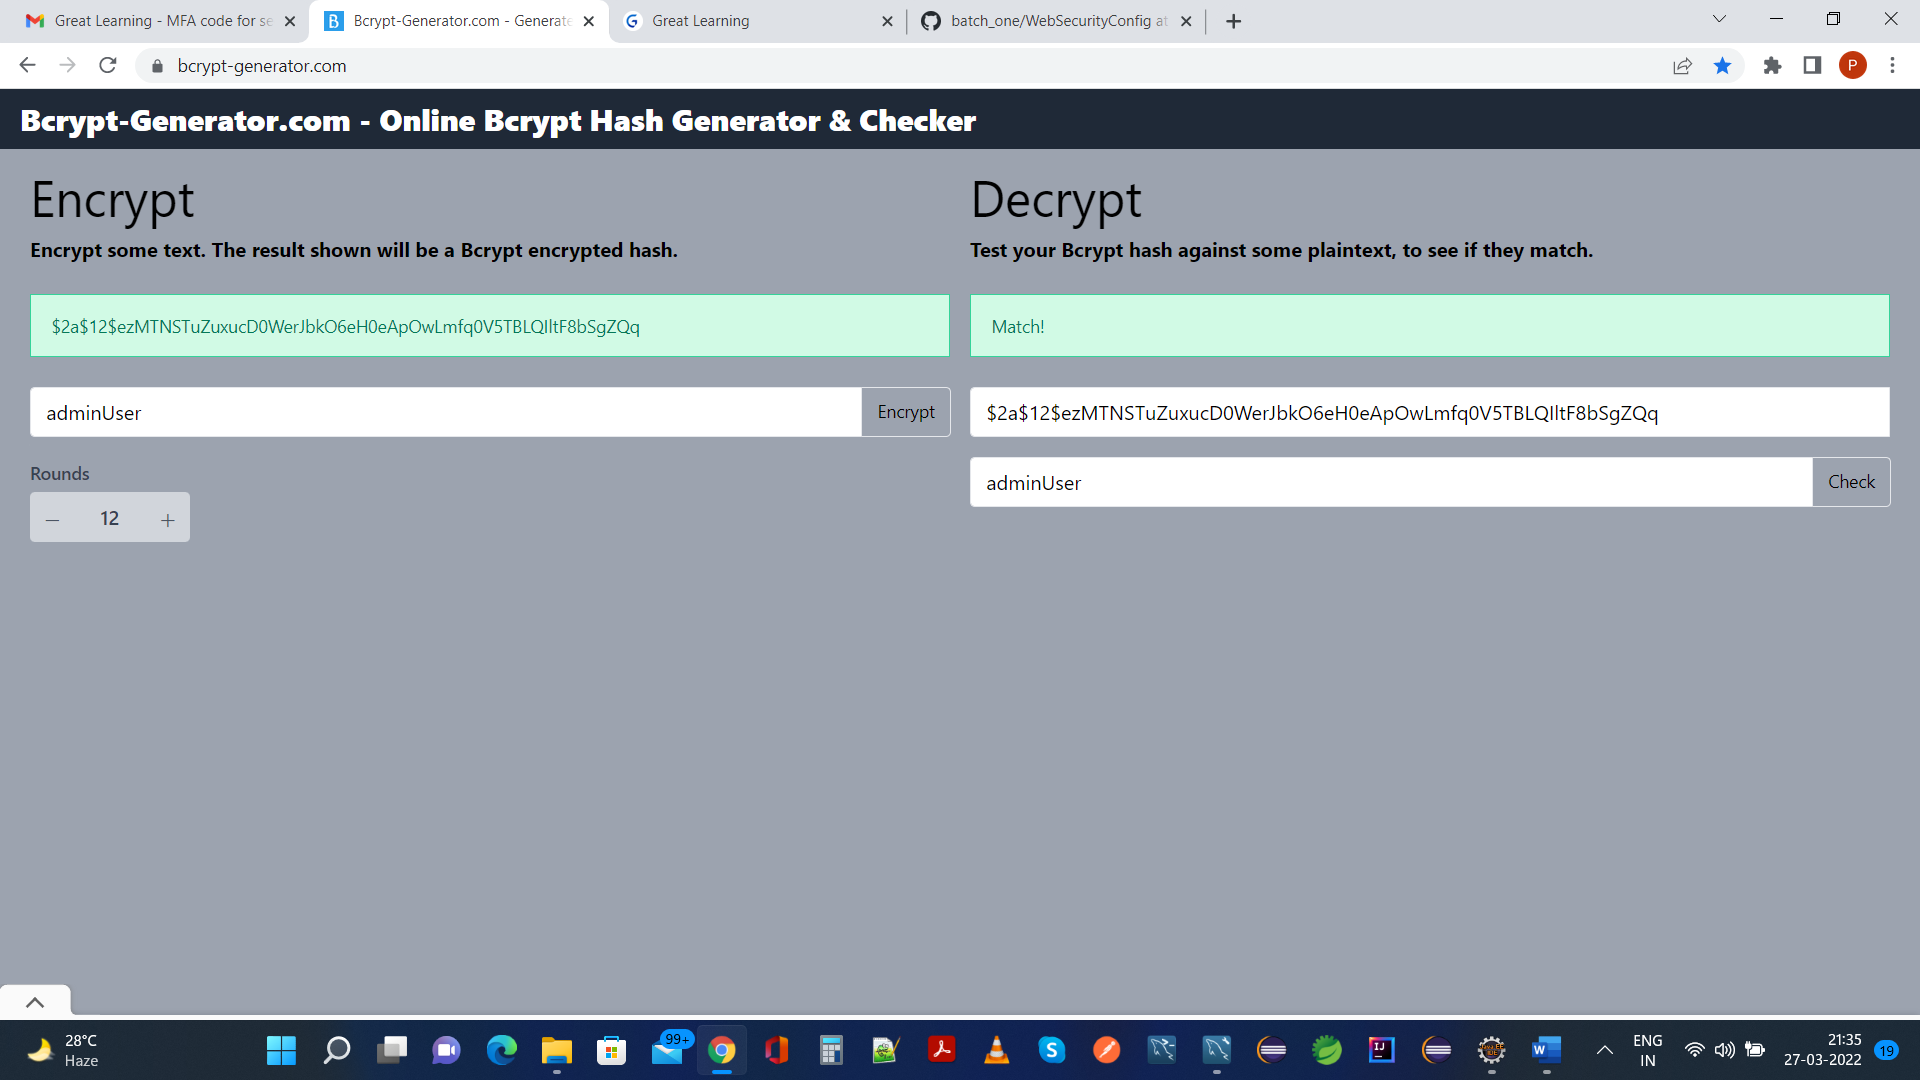 Great Learning - MFA code for se
Bcrypt-Generator.com - Generate
Great Learning
batch_one/WebSecurityConfig at
bcrypt-generator.com
P
Bcrypt-Generator.com - Online Bcrypt Hash Generator & Checker
Encrypt
Encrypt some text. The result shown will be a Bcrypt encrypted hash.
$2a$12$ezMTNSTuZuxucD0WerJbkO6eH0eApOwLmfq0V5TBLQIltF8bSgZQq
adminUser
Encrypt
Rounds
12
Decrypt
Test your Bcrypt hash against some plaintext, to see if they match.
Match!
$2a$12$ezMTNSTuZuxucD0WerJbkO6eH0eApOwLmfq0V5TBLQIltF8bSgZQq
adminUser
Check
28°C
Haze
99+
ENG
IN
21:35
27-03-2022
19